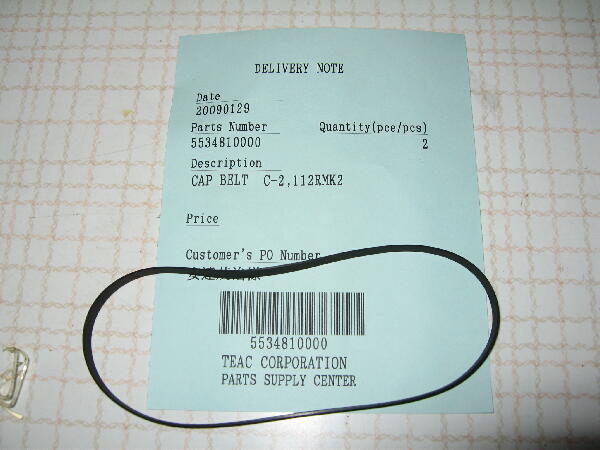 DELIVERY NOTE
Date
20090129
Parts Number Quantity(pce/pcs)
5534810000 2
Description
CAP BELT C-2,112RMK2
Price
Customer's PO Number
5534810000
TEAC CORPORATION
PARTS SUPPLY CENTER